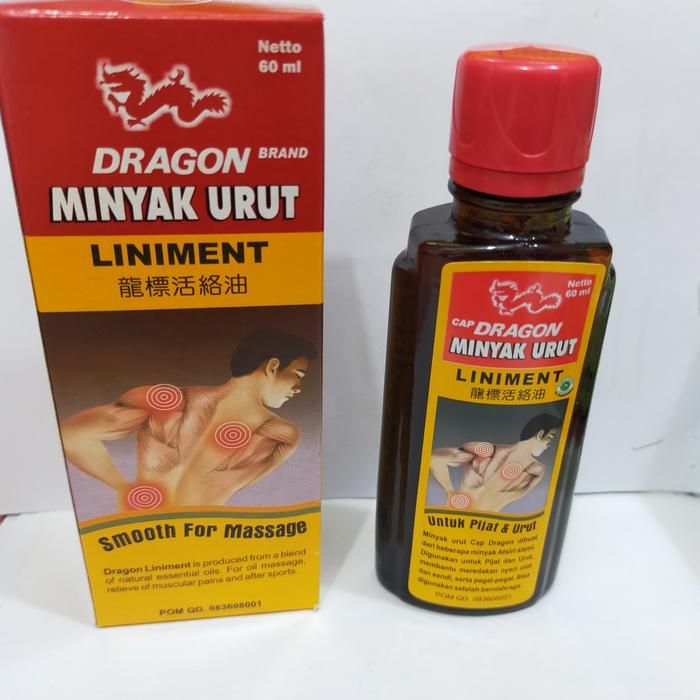 Netto
60 ml
DRAGON BRAND
MINYAK URUT
LINIMENT
龍標活絡油
Smooth For Massage
Dragon Liniment is produced from a blend
of natural essential oils. For oil massage,
relieve of muscular pains and after sports.
POM QD. 083608001
Netto
60 ml
CAP DRAGON
MINYAK URUT
LINIMENT
龍標活絡油
Untuk Pijat & Urut
Minyak urut Cap Dragon dibuat
dari beberapa minyak Atsiri alami.
Digunakan untuk Pijat dan Urut,
membantu meredakan nyeri otot
dan sendi, serta pegal-pegal. Bisa
digunakan setelah berolahraga.
POM QD. 083608001